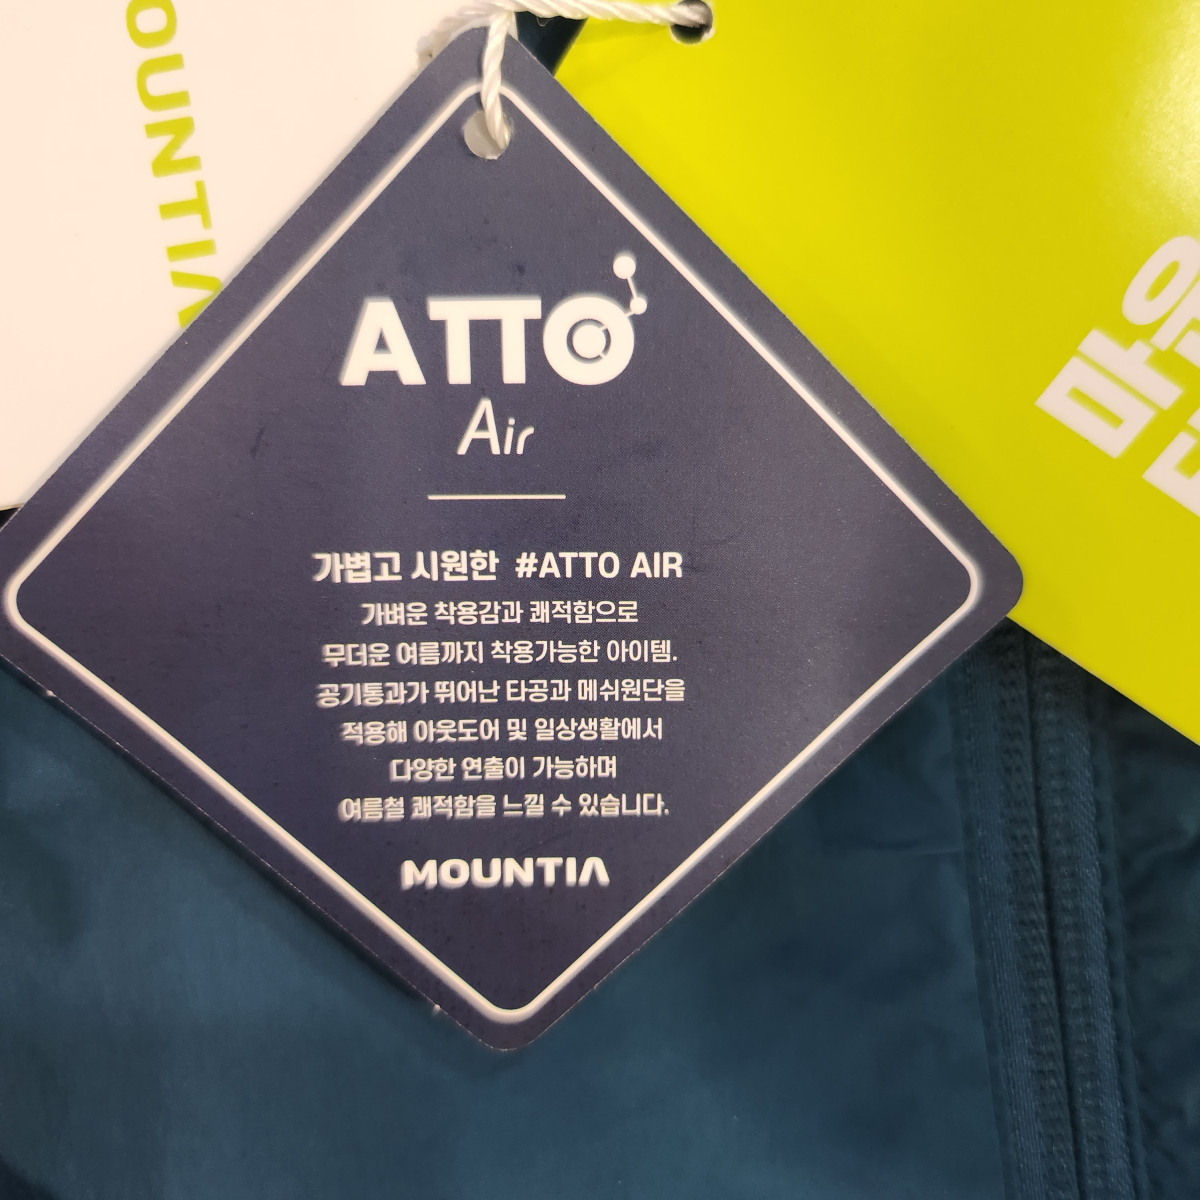 OUNTIA
ATTO
Air
가볍고 시원한 #ATTO AIR
가벼운 착용감과 쾌적함으로
무더운 여름까지 착용가능한 아이템.
공기통과가 뛰어난 타공과 메쉬원단을
적용해 아웃도어 및 일상생활에서
다양한 연출이 가능하며
여름철 쾌적함을 느낄 수 있습니다.
MOUNTIA